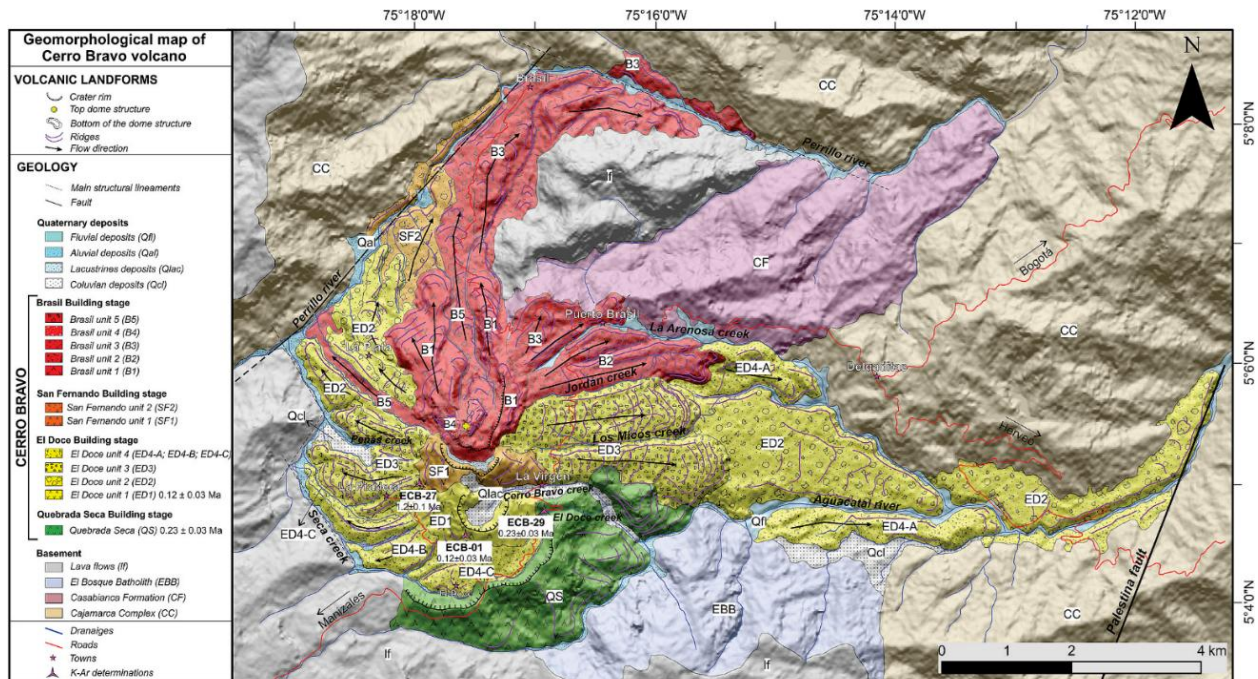 Geomorphological map of
Cerro Bravo volcano
VOLCANIC LANDFORMS
Crater rim
Top dome structure
Bottom of the dome structure
Ridges
Flow direction
GEOLOGY
Main structural lineaments
Fault
Quaternary deposits
Fluvial deposits (Qfl)
Aluvial deposits (Qal)
Lacustrines deposits (Qlac)
Coluvian deposits (Qcl)
CERRO BRAVO
Brasil Building stage
Brasil unit 5 (B5)
Brasil unit 4 (B4)
Brasil unit 3 (B3)
Brasil unit 2 (B2)
Brasil unit 1 (B1)
San Fernando Building stage
San Fernando unit 2 (SF2)
San Fernando unit 1 (SF1)
El Doce Building stage
El Doce unit 4 (ED4-A; ED4-B; ED4-C)
El Doce unit 3 (ED3)
El Doce unit 2 (ED2)
El Doce unit 1 (ED1) 0.12 ± 0.03 Ma
Quebrada Seca Building stage
Quebrada Seca (QS) 0.23 ± 0.03 Ma
Basement
Lava flows (lf)
El Bosque Batholith (EBB)
Casabianca Formation (CF)
Cajamarca Complex (CC)
Dranaiges
Roads
Towns
K-Ar determinations
75°18'0"W
75°16'0"W
75°14'0"W
75°12'0"W
N
5°8'0"N
5°6'0"N
5°4'0"N
B3
Brasil
CC
CC
Perrillo river
B3
lf
CC
Qal
SF2
CF
Bogotá
Perrillo river
B5
B1
Puerto Brasil
B3
La Arenosa creek
ED2
La Plata
B1
CC
B2
ED4-A
ED2
B5
Jordan creek
B1
B4
Qcl
Peñas creek
Los Micos creek
Herveo
ED3
ED3
ED2
SF1
La Virgen
ED2
Qlac
Cerro Bravo creek
ECB-27
1.2±0.1 Ma
Aguacatal river
Seca creek
ED1
ECB-29
0.23±0.03 Ma
El Doce creek
Qfl
ED4-A
ED4-C
ED4-B
ECB-01
0.12±0.03 Ma
Qcl
ED4-C
QS
EBB
CC
Palestina fault
Manizales
lf
lf
0 1 2 4 km